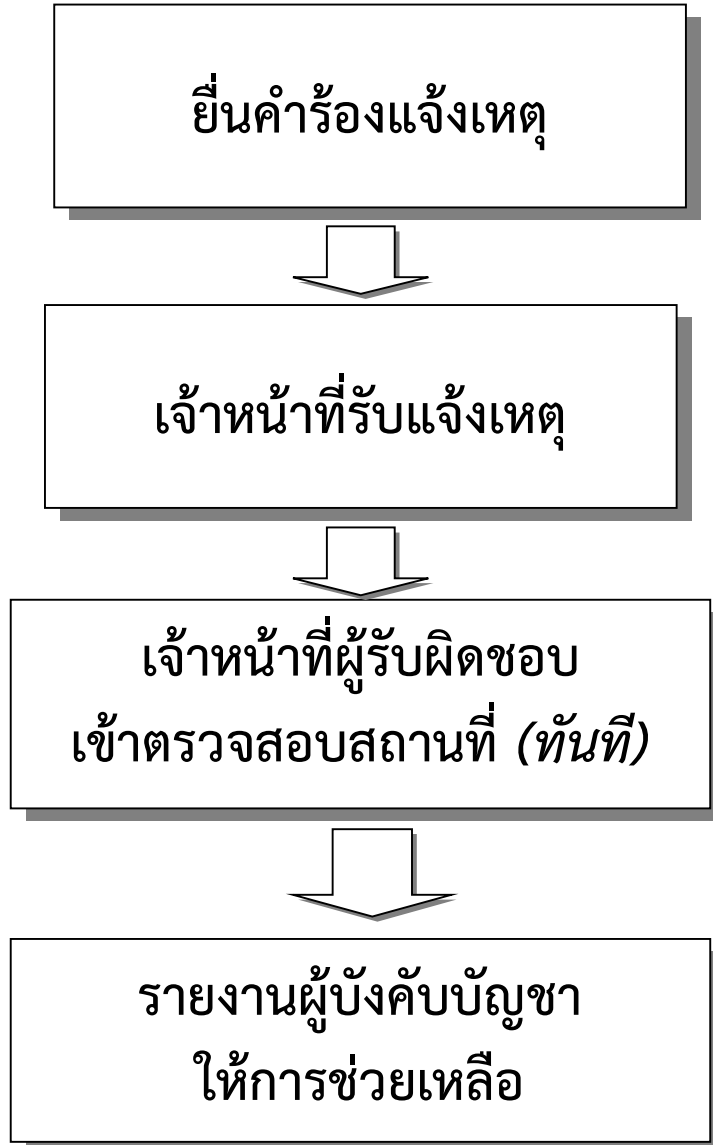 ยื่นคำร้องแจ้งเหตุ
เจ้าหน้าที่รับแจ้งเหตุ
เจ้าหน้าที่ผู้รับผิดชอบ
เข้าตรวจสอบสถานที่ (ทันที)
รายงานผู้บังคับบัญชา
ให้การช่วยเหลือ